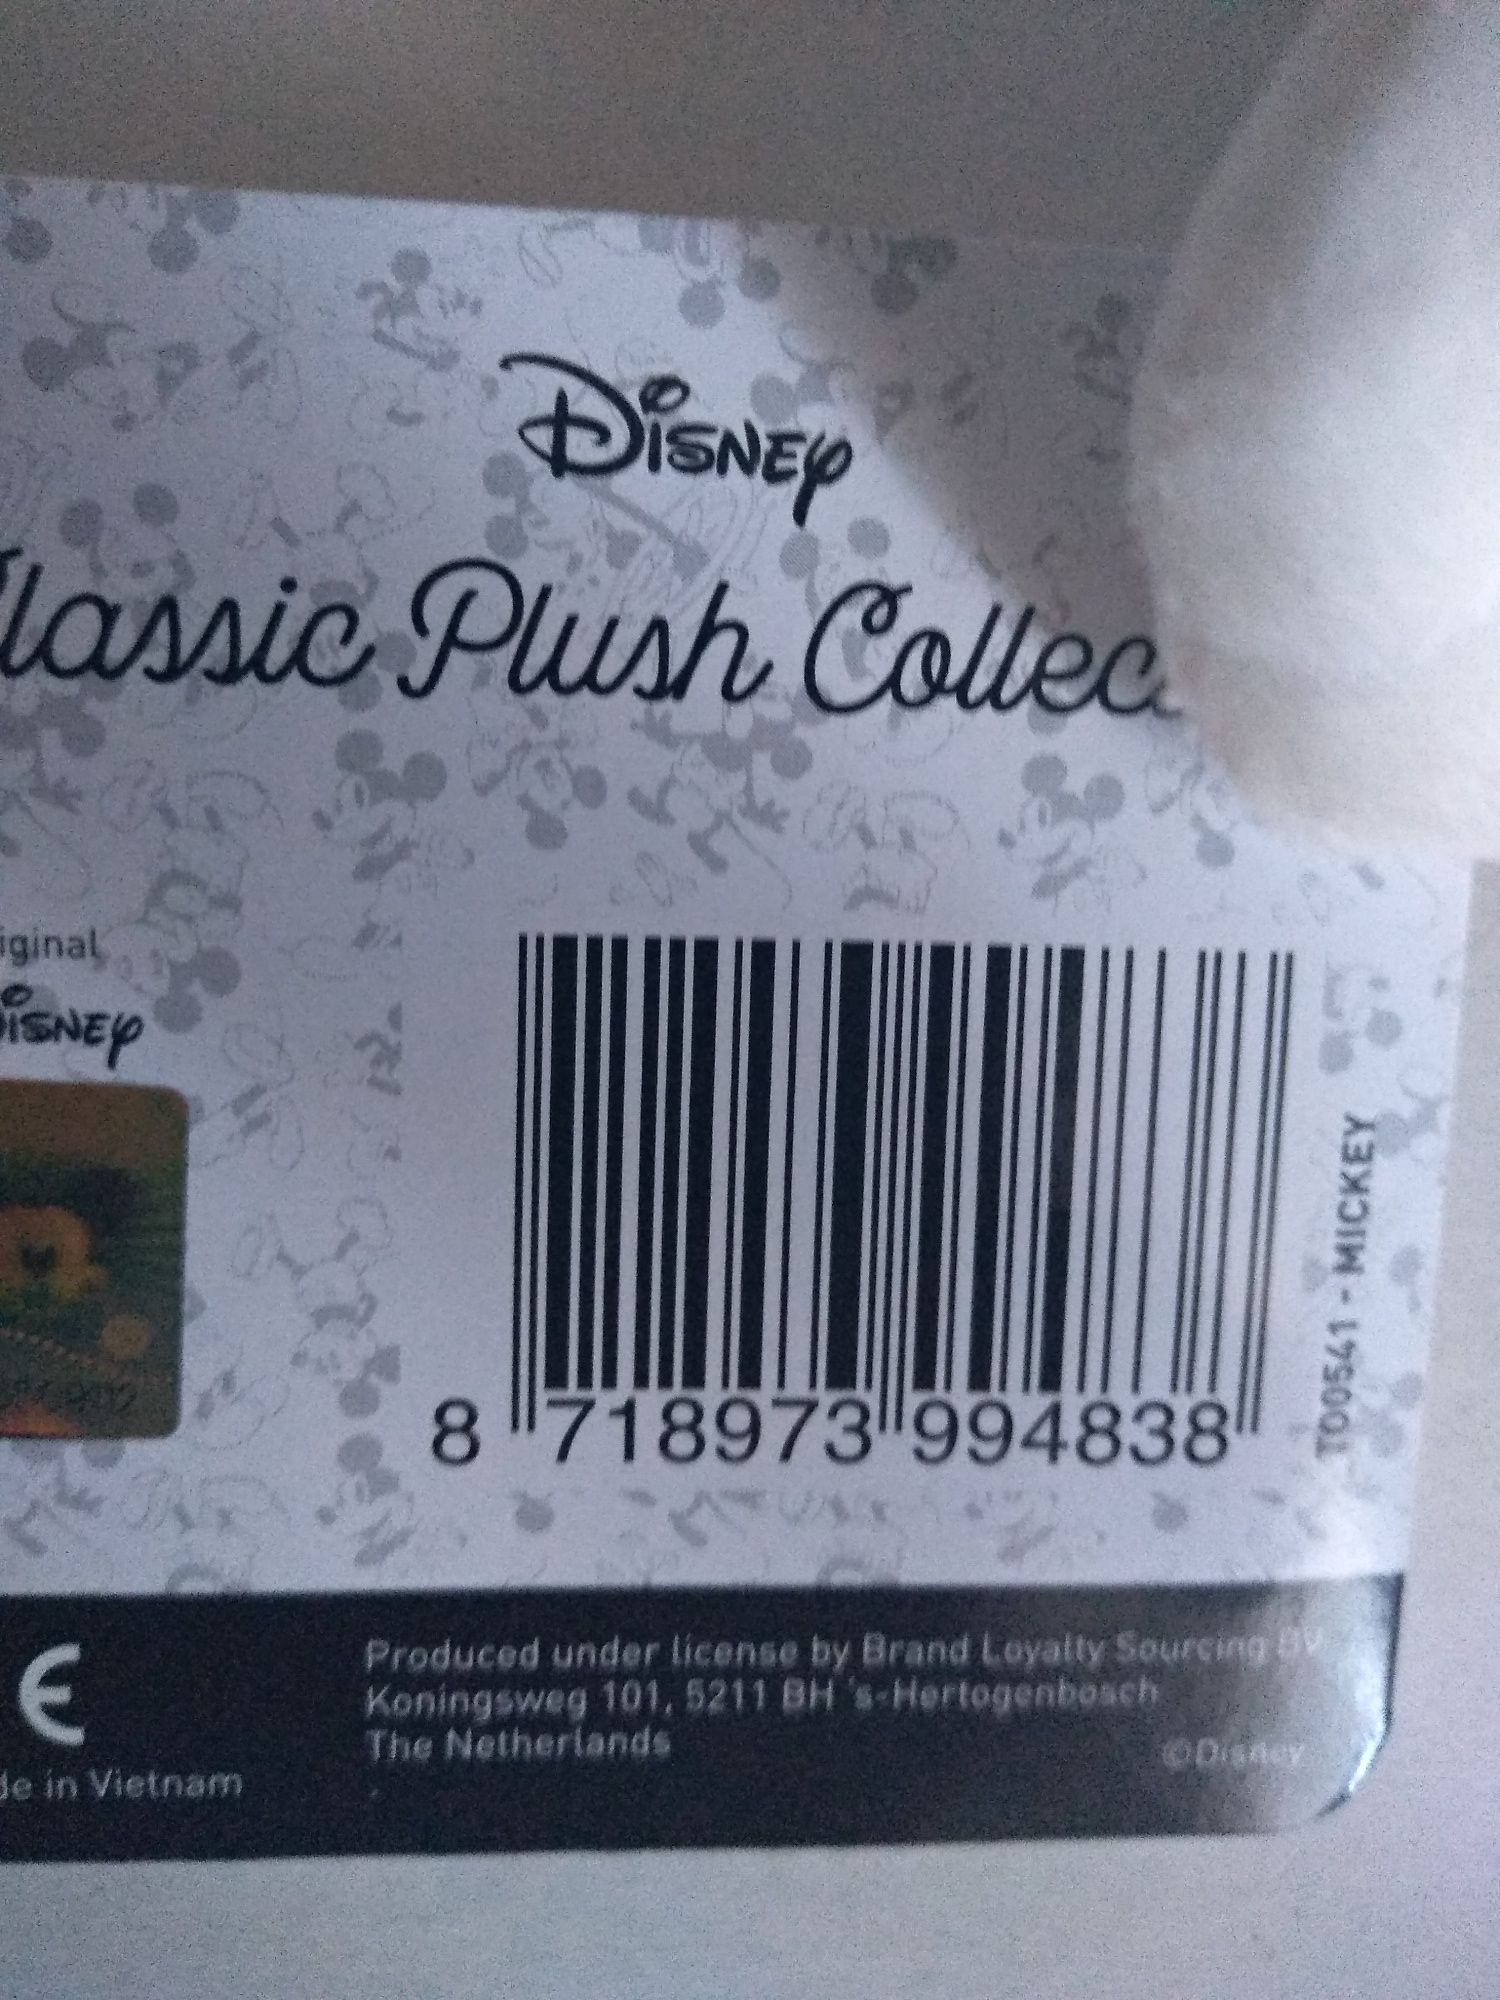 Disney
lassic Plush Collec
iginal
isney
8 718973 994838
T00541 - MICKEY
CE
de in Vietnam
Produced under license by Brand Loyalty Sourcing BV
Koningsweg 101, 5211 BH 's-Hertogenbosch
The Netherlands
©Disney